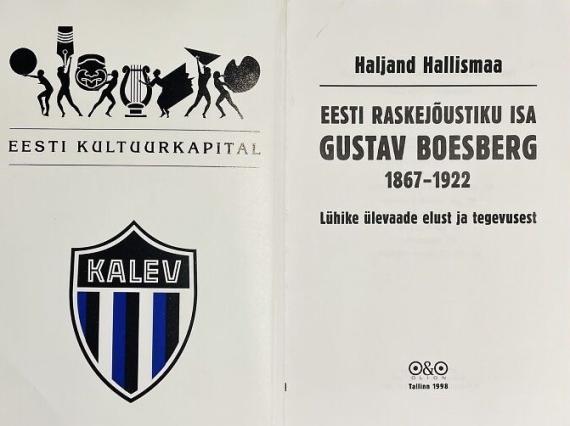 EESTI KULTUURKAPITAL
KALEV
Haljand Hallismaa
EESTI RASKEJÕUSTIKU ISA
GUSTAV BOESBERG
1867–1922
Lühike ülevaade elust ja tegevusest
O&O
OLION
Tallinn 1998